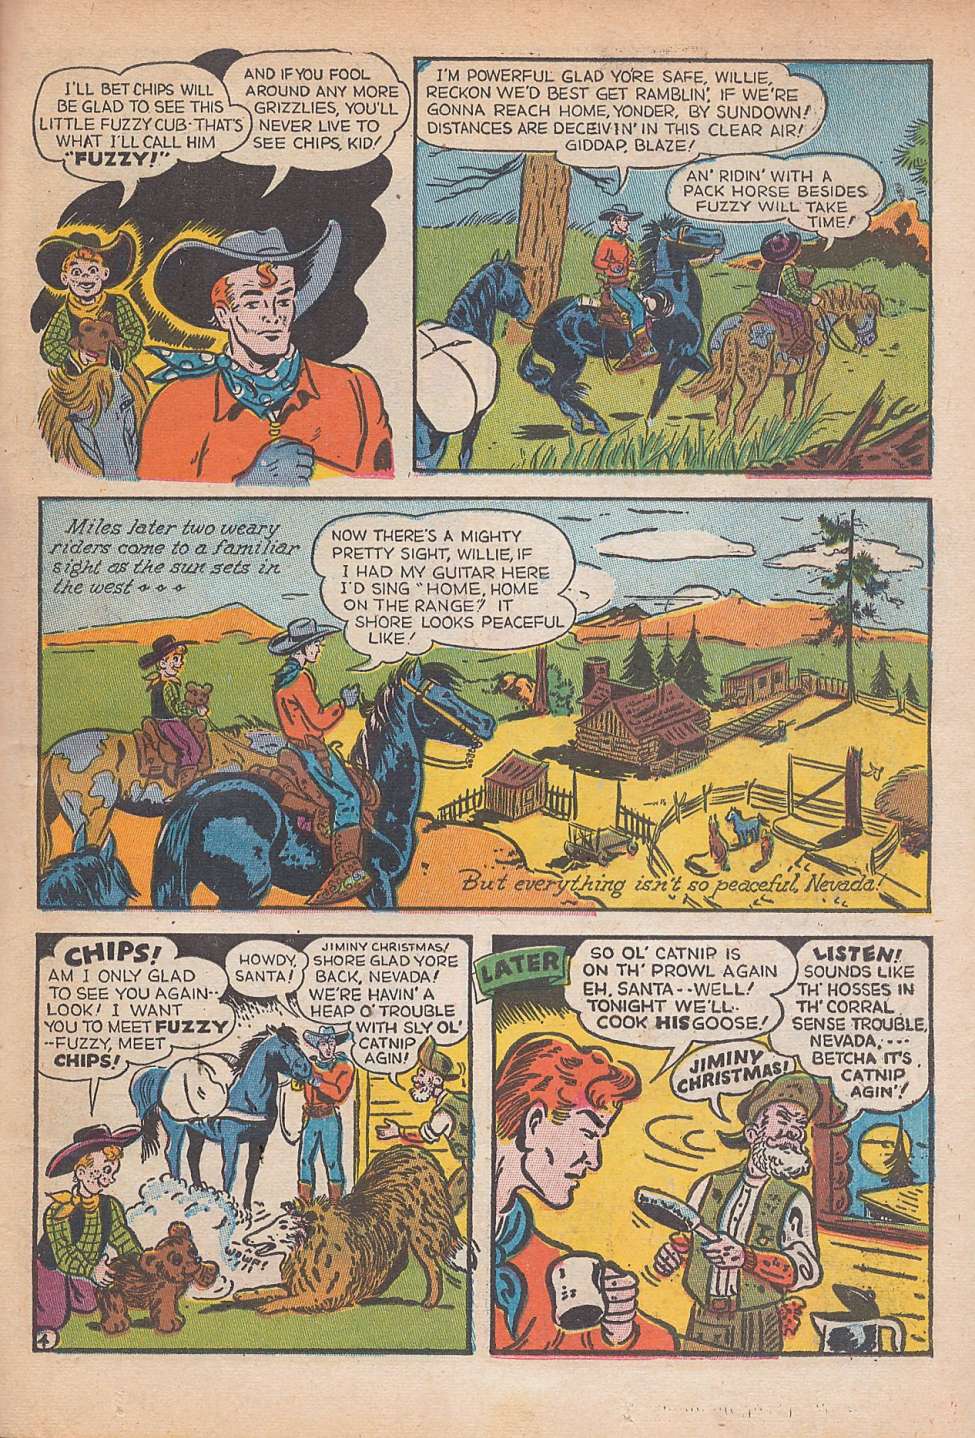 I'LL BET CHIPS WILL
BE GLAD TO SEE THIS
LITTLE FUZZY CUB-THAT'S
WHAT I'LL CALL HIM
"FUZZY!"
AND IF YOU FOOL
AROUND ANY MORE
GRIZZLIES, YOU'LL
NEVER LIVE TO
SEE CHIPS, KID!
I'M POWERFUL GLAD YO'RE SAFE, WILLIE,
RECKON WE'D BEST GET RAMBLIN', IF WE'RE
GONNA REACH HOME, YONDER, BY SUNDOWN!
DISTANCES ARE DECEIVIN' IN THIS CLEAR AIR!
GIDDAP, BLAZE!
AN' RIDIN' WITH A
PACK HORSE BESIDES
FUZZY WILL TAKE
TIME!
Miles later two weary
riders come to a familiar
sight as the sun sets in
the west
NOW THERE'S A MIGHTY
PRETTY SIGHT, WILLIE, IF
I HAD MY GUITAR HERE
I'D SING "HOME, HOME
ON THE RANGE". IT
SHORE LOOKS PEACEFUL
LIKE!
But everything isn't so peaceful, Nevada!
CHIPS!
AM I ONLY GLAD
TO SEE YOU AGAIN--
LOOK! I WANT
YOU TO MEET FUZZY
--FUZZY, MEET
CHIPS!
HOWDY,
SANTA!
JIMINY CHRISTMAS!
SHORE GLAD YORE
BACK, NEVADA!
WE'RE HAVIN' A
HEAP O' TROUBLE
WITH SLY OL'
CATNIP
AGIN!
4
LATER
SO OL' CATNIP IS
ON TH' PROWL AGAIN
EH, SANTA--WELL!
TONIGHT WE'LL..
COOK HIS GOOSE!
JIMINY
CHRISTMAS!
LISTEN!
SOUNDS LIKE
TH' HOSSES IN
TH' CORRAL
SENSE TROUBLE,
NEVADA,---
BETCHA IT'S
CATNIP
AGIN'!